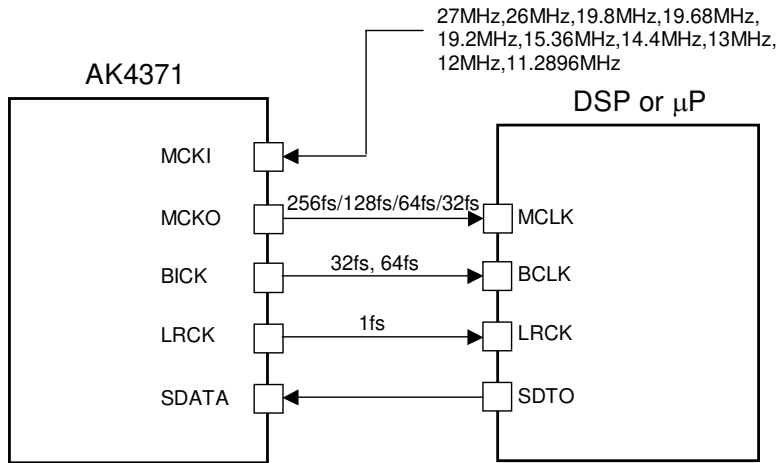 27MHz,26MHz,19.8MHz,19.68MHz,
19.2MHz,15.36MHz,14.4MHz,13MHz,
12MHz,11.2896MHz
AK4371
DSP or μP
MCKI
MCKO
256fs/128fs/64fs/32fs
MCLK
BICK
32fs, 64fs
BCLK
LRCK
1fs
LRCK
SDATA
SDTO